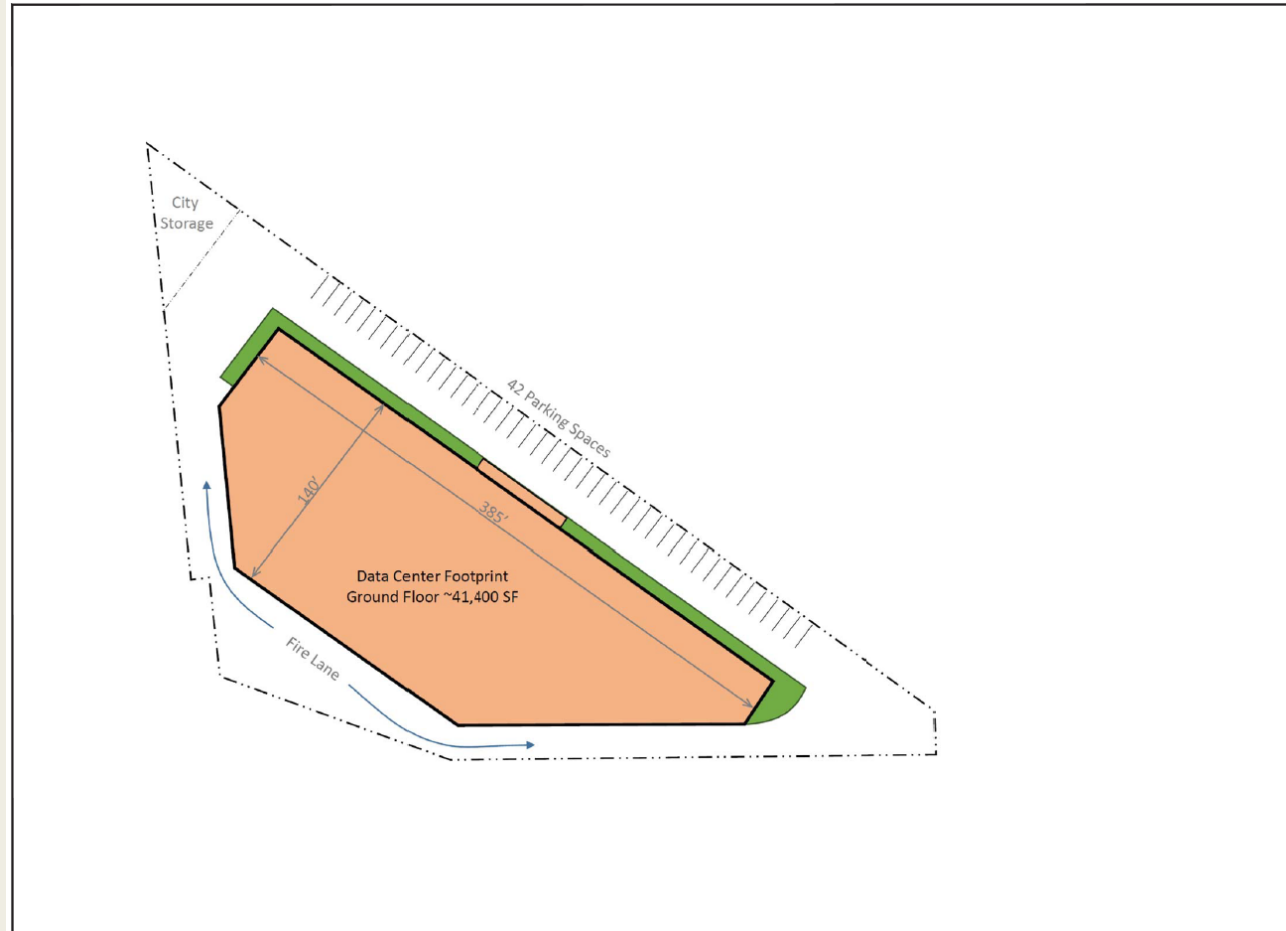 City
Storage
42 Parking Spaces
140’
385’
Data Center Footprint
Ground Floor ~41,400 SF
Fire Lane